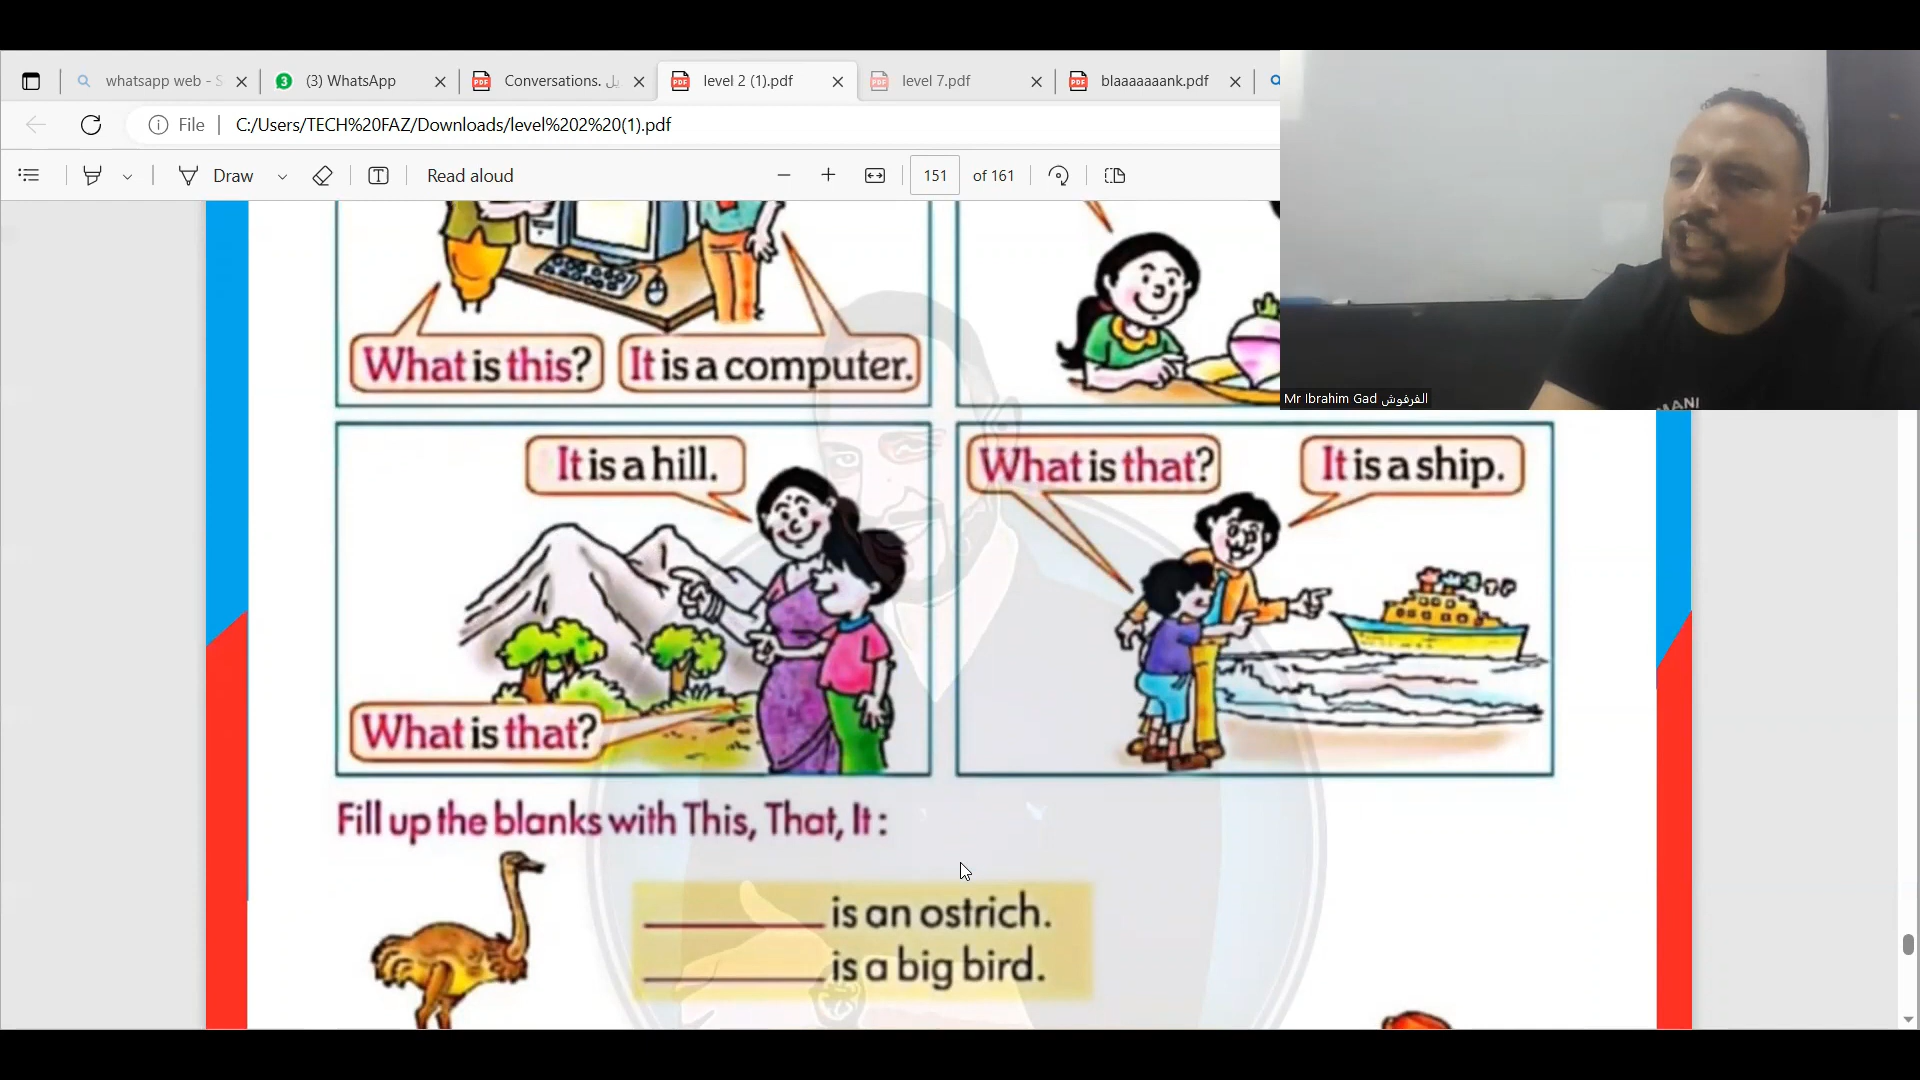 whatsapp web - S
(3) WhatsApp
Conversations.
level 2 (1).pdf
level 7.pdf
blaaaaaaank.pdf
File
C:/Users/TECH%20FAZ/Downloads/level%202%20(1).pdf
Draw
Read aloud
151 of 161
What is this?
It is a computer.
Mr Ibrahim Gad الفرفوش
MANI
It is a hill.
What is that?
It is a ship.
What is that?
Fill up the blanks with This, That, It :
is an ostrich.
is a big bird.